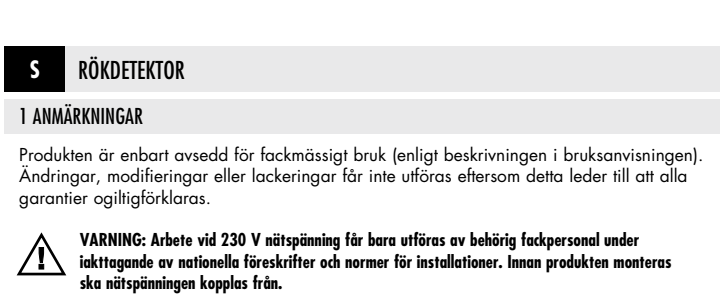 S RÖKDETEKTOR
1 ANMÄRKNINGAR
Produkten är enbart avsedd för fackmässigt bruk (enligt beskrivningen i bruksanvisningen).
Ändringar, modifieringar eller lackeringar får inte utföras eftersom detta leder till att alla
garantier ogiltigförklaras.
VARNING: Arbete vid 230 V nätspänning får bara utföras av behörig fackpersonal under
iakttagande av nationella föreskrifter och normer för installationer. Innan produkten monteras
ska nätspänningen kopplas från.